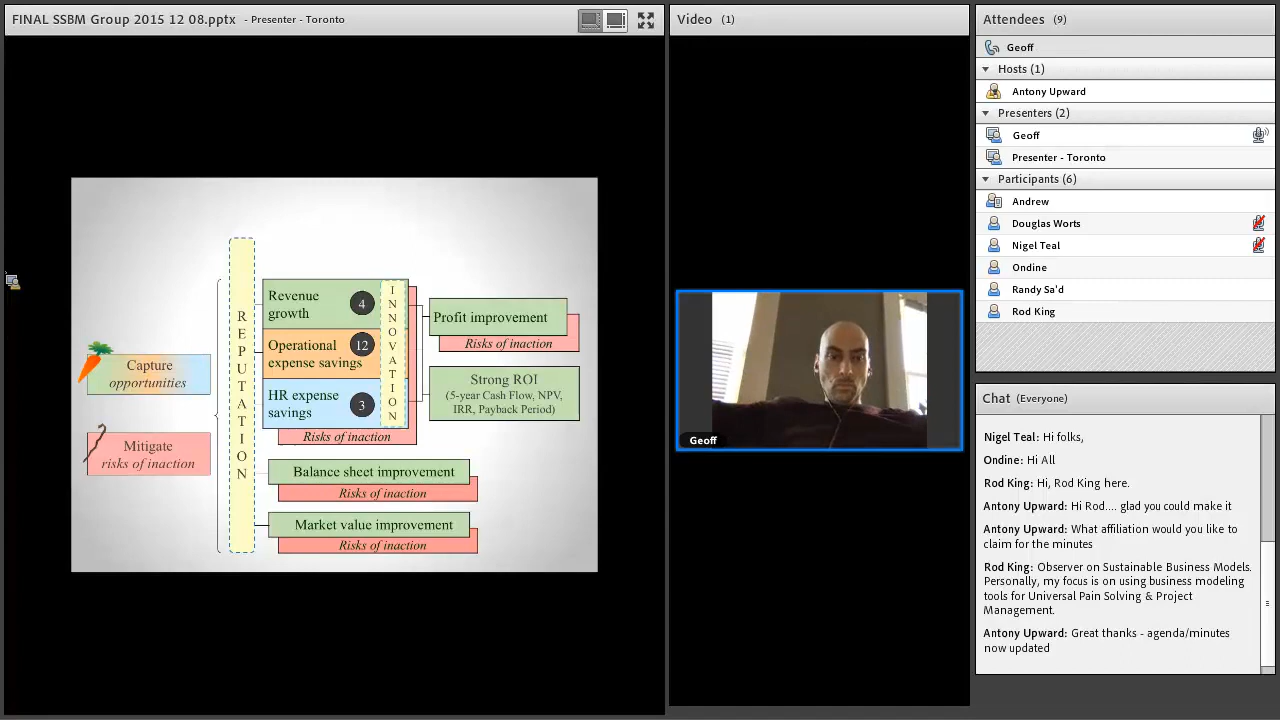 FINAL SSBM Group 2015 12 08.pptx - Presenter - Toronto
Capture
opportunities
Mitigate
risks of inaction
REPUTATION
Revenue
growth
4
Operational
expense savings
12
HR expense
savings
3
INNOVATION
Risks of inaction
Profit improvement
Risks of inaction
Strong ROI
(5-year Cash Flow, NPV,
IRR, Payback Period)
Balance sheet improvement
Risks of inaction
Market value improvement
Risks of inaction
Video (1)
Geoff
Attendees (9)
Geoff
Hosts (1)
Antony Upward
Presenters (2)
Geoff
Presenter - Toronto
Participants (6)
Andrew
Douglas Worts
Nigel Teal
Ondine
Randy Sa'd
Rod King
Chat (Everyone)
Nigel Teal: Hi folks,
Ondine: Hi All
Rod King: Hi, Rod King here.
Antony Upward: Hi Rod.... glad you could make it
Antony Upward: What affiliation would you like to
claim for the minutes
Rod King: Observer on Sustainable Business Models.
Personally, my focus is on using business modeling
tools for Universal Pain Solving & Project
Management.
Antony Upward: Great thanks - agenda/minutes
now updated